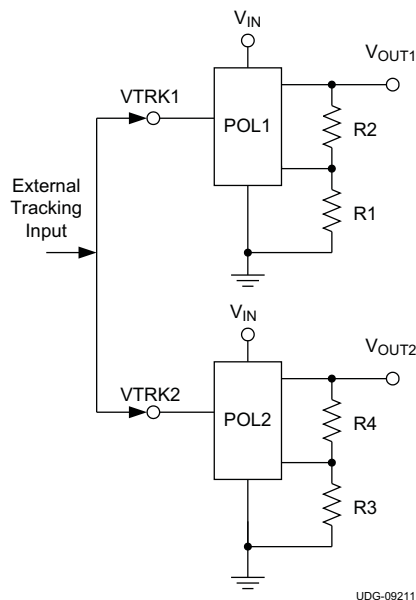 VIN
VOUT1
VTRK1
POL1
R2
R1
External
Tracking
Input
VIN
VOUT2
VTRK2
POL2
R4
R3
UDG-09211